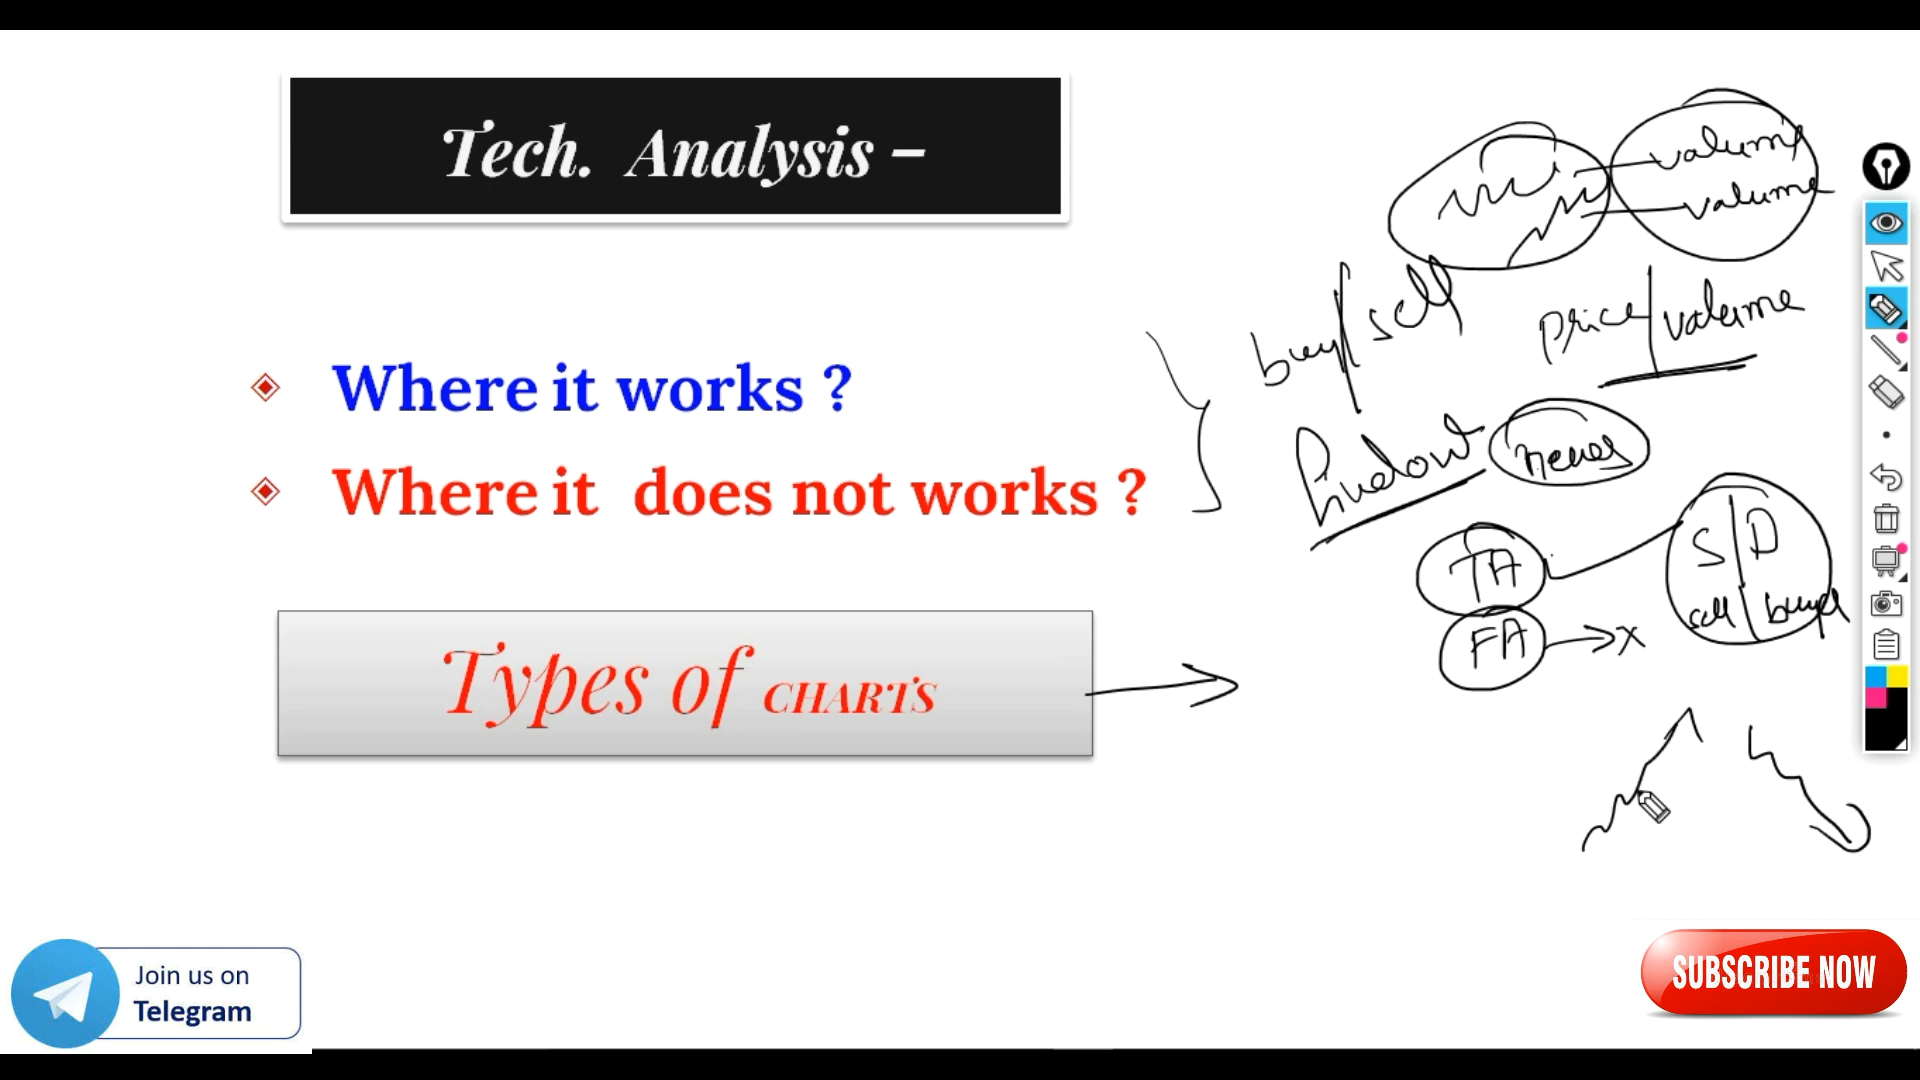 Tech. Analysis –
Where it works ?
Where it does not works ?
Types of CHARTS
volume
volume
buy/sell
price/volume
news
TA
S/D
sell
FA → x
Join us on
Telegram
SUBSCRIBE NOW